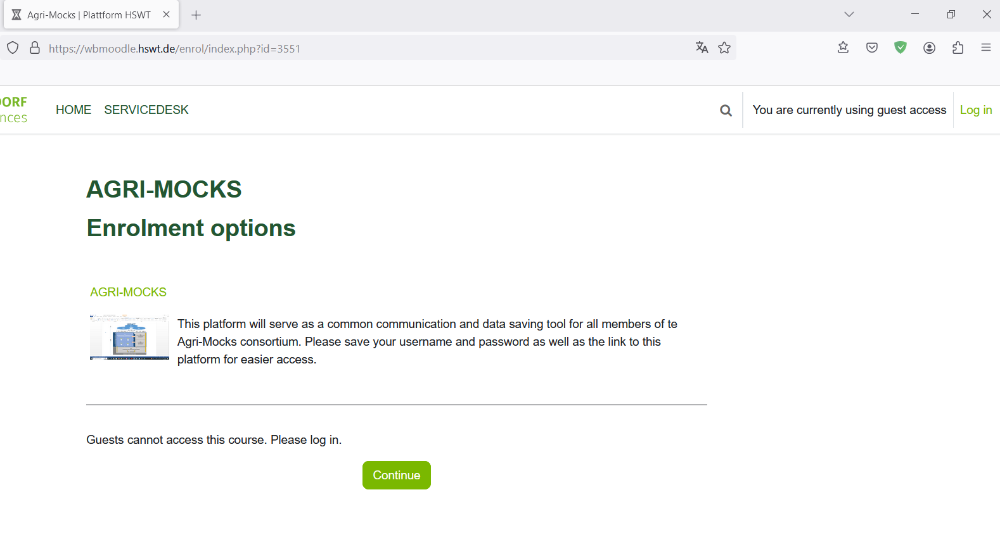 Agri-Mocks | Plattform HSWT
https://wbmoodle.hswt.de/enrol/index.php?id=3551
DORF
nces
HOME SERVICEDESK
You are currently using guest access Log in
AGRI-MOCKS
Enrolment options
AGRI-MOCKS
This platform will serve as a common communication and data saving tool for all members of te
Agri-Mocks consortium. Please save your username and password as well as the link to this
platform for easier access.
Guests cannot access this course. Please log in.
Continue